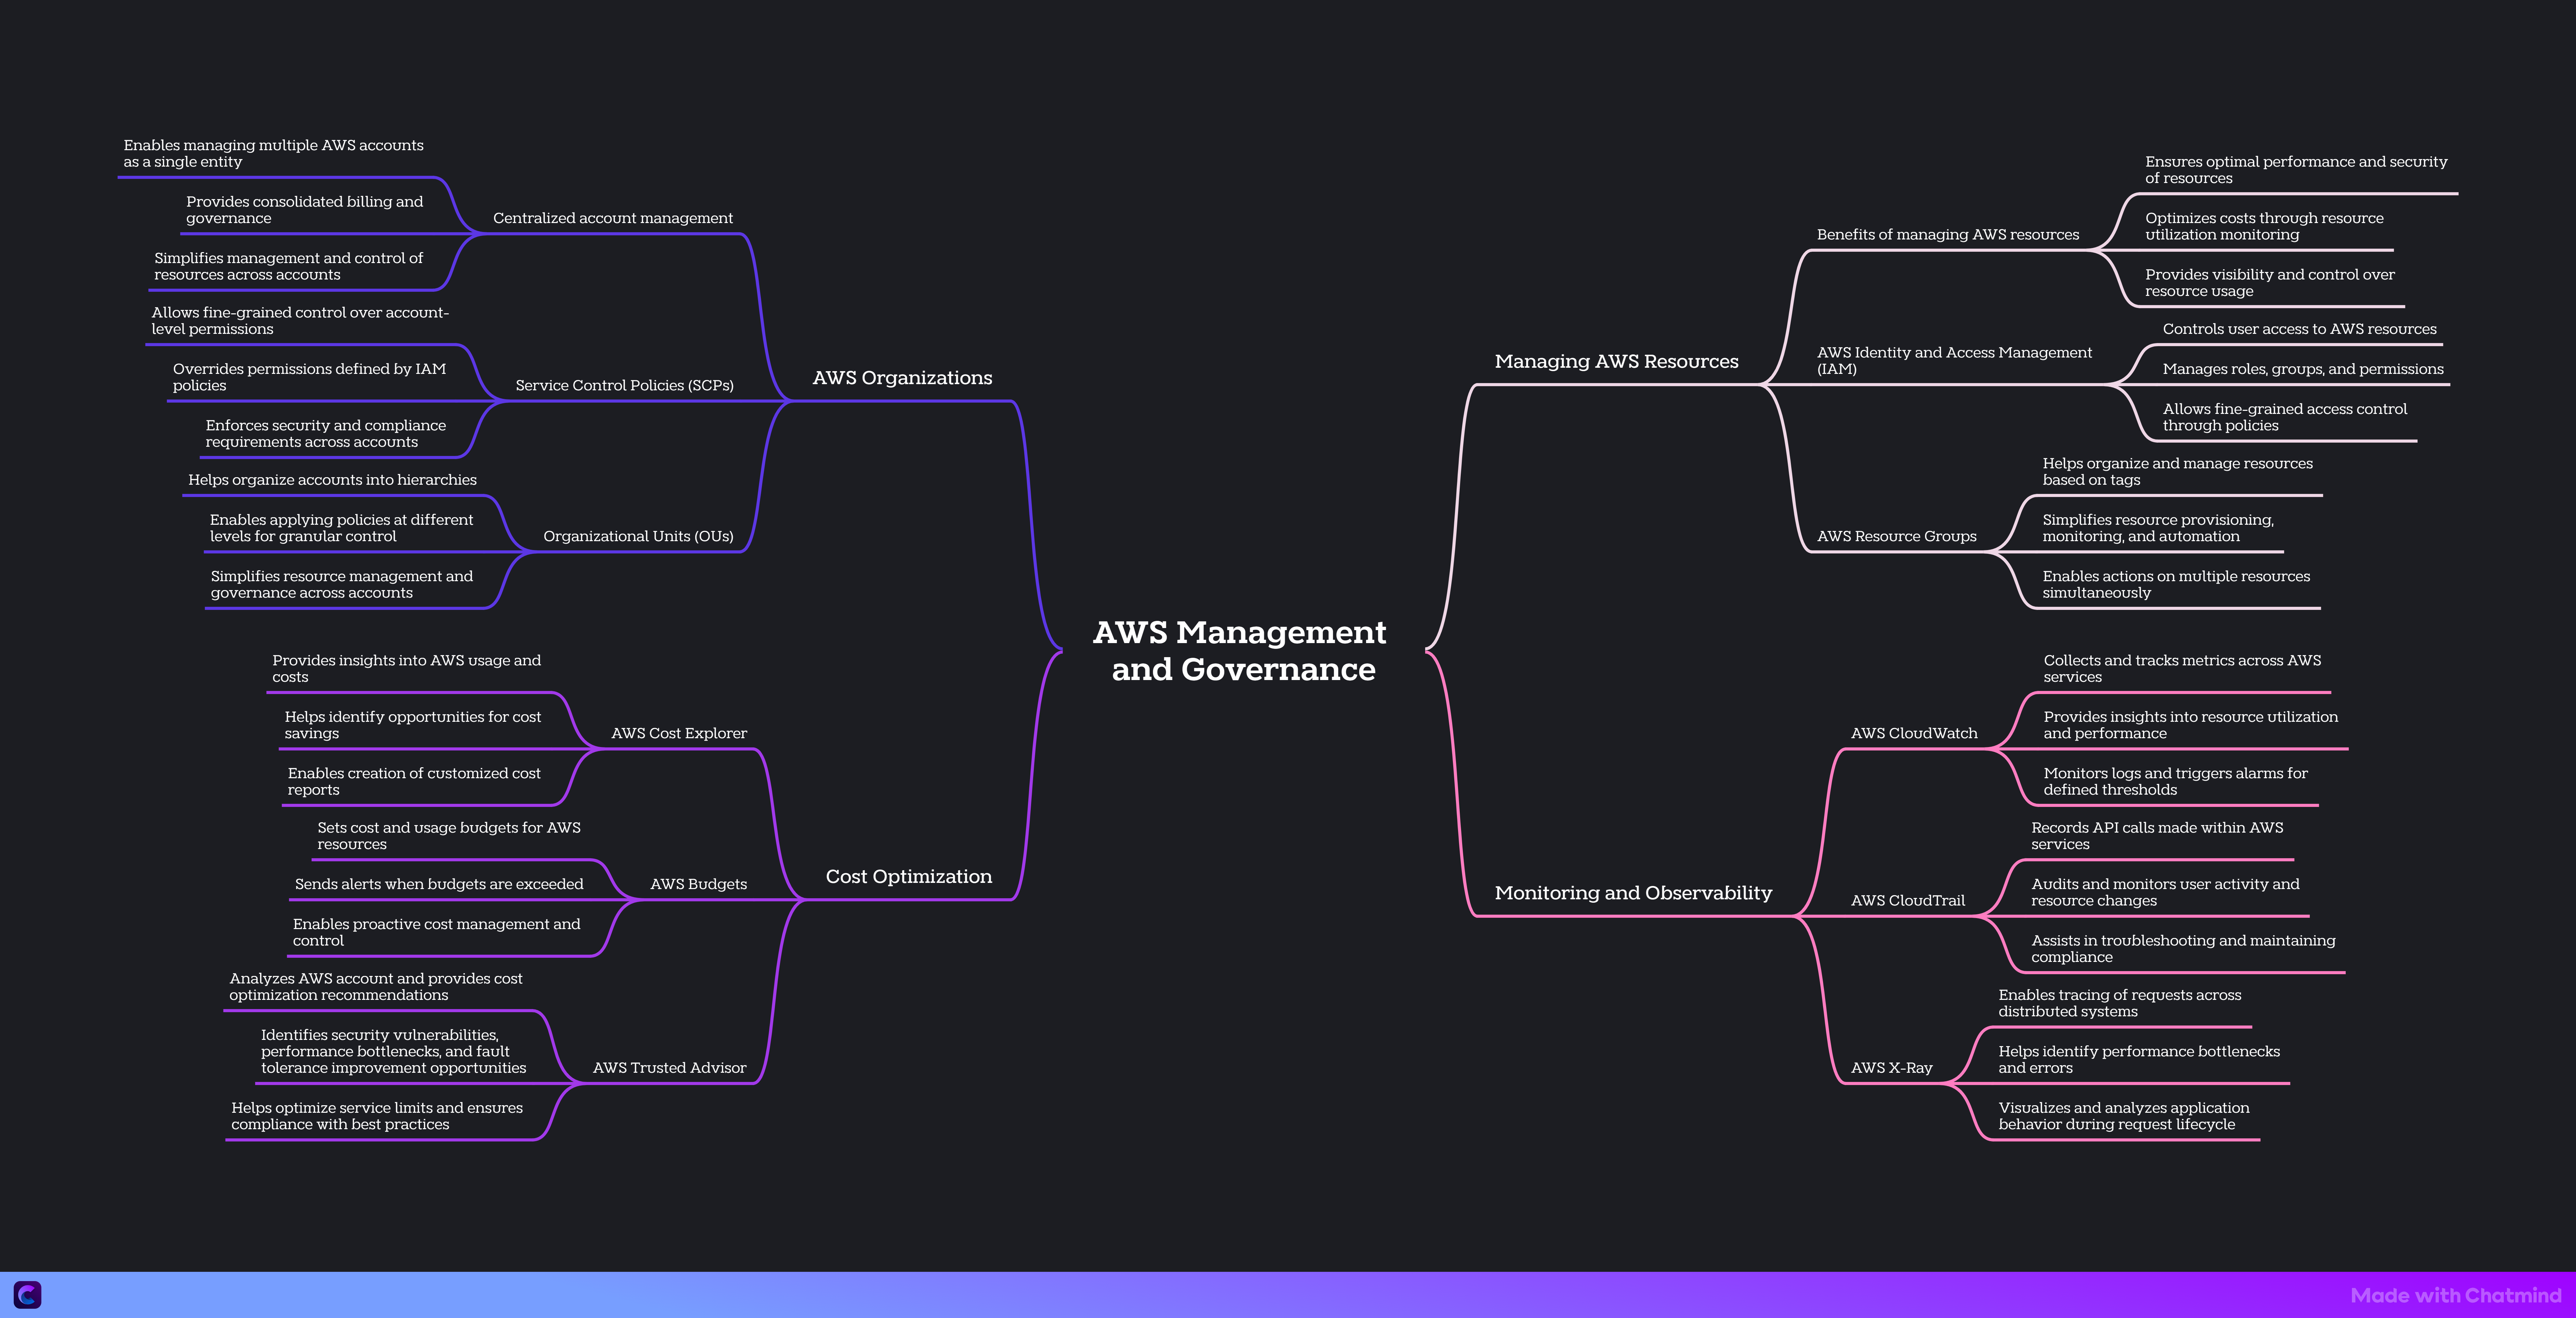 AWS Management
and Governance
AWS Organizations
Centralized account management
Enables managing multiple AWS accounts
as a single entity
Provides consolidated billing and
governance
Simplifies management and control of
resources across accounts
Service Control Policies (SCPs)
Allows fine-grained control over account-
level permissions
Overrides permissions defined by IAM
policies
Enforces security and compliance
requirements across accounts
Organizational Units (OUs)
Helps organize accounts into hierarchies
Enables applying policies at different
levels for granular control
Simplifies resource management and
governance across accounts
Cost Optimization
AWS Cost Explorer
Provides insights into AWS usage and
costs
Helps identify opportunities for cost
savings
Enables creation of customized cost
reports
AWS Budgets
Sets cost and usage budgets for AWS
resources
Sends alerts when budgets are exceeded
Enables proactive cost management and
control
AWS Trusted Advisor
Analyzes AWS account and provides cost
optimization recommendations
Identifies security vulnerabilities,
performance bottlenecks, and fault
tolerance improvement opportunities
Helps optimize service limits and ensures
compliance with best practices
Managing AWS Resources
Benefits of managing AWS resources
Ensures optimal performance and security
of resources
Optimizes costs through resource
utilization monitoring
Provides visibility and control over
resource usage
AWS Identity and Access Management
(IAM)
Controls user access to AWS resources
Manages roles, groups, and permissions
Allows fine-grained access control
through policies
AWS Resource Groups
Helps organize and manage resources
based on tags
Simplifies resource provisioning,
monitoring, and automation
Enables actions on multiple resources
simultaneously
Monitoring and Observability
AWS CloudWatch
Collects and tracks metrics across AWS
services
Provides insights into resource utilization
and performance
Monitors logs and triggers alarms for
defined thresholds
AWS CloudTrail
Records API calls made within AWS
services
Audits and monitors user activity and
resource changes
Assists in troubleshooting and maintaining
compliance
AWS X-Ray
Enables tracing of requests across
distributed systems
Helps identify performance bottlenecks
and errors
Visualizes and analyzes application
behavior during request lifecycle
Made with Chatmind